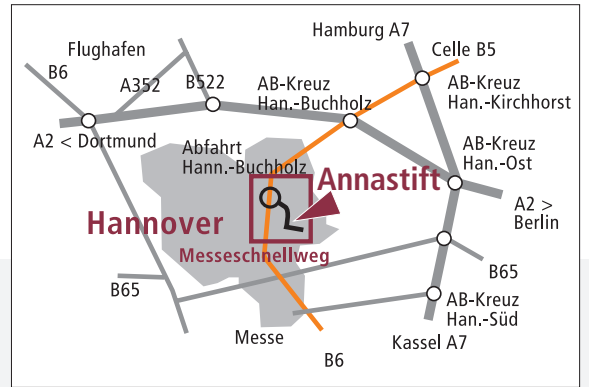 Hamburg A7
Flughafen
Celle B5
B6
A352
B522
AB-Kreuz
Han.-Buchholz
AB-Kreuz
Han.-Kirchhorst
A2 < Dortmund
Abfahrt
Hann.-Buchholz
AB-Kreuz
Han.-Ost
Annastift
A2 >
Berlin
Hannover
Messeschnellweg
B65
B65
AB-Kreuz
Han.-Süd
Messe
Kassel A7
B6